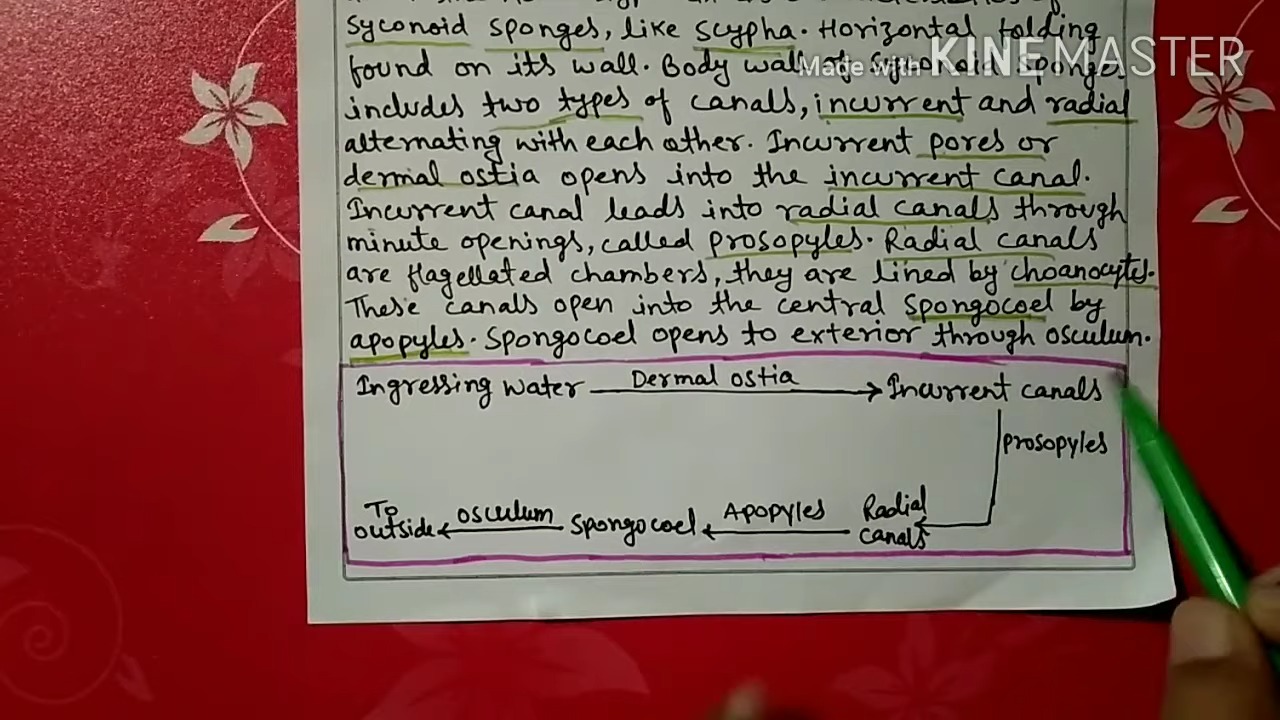 syconoid sponges, like scypha. Horizontal folding
found on its wall. Body wall of Syconoid sponge
includes two types of canals, incurrent and radial
alternating with each other. Incurrent pores or
dermal ostia opens into the incurrent canal.
Incurrent canal leads into radial canals through
minute openings, called prosopyles. Radial canals
are flagellated chambers, they are lined by choanocytes.
These canals open into the central spongocoel by
apopyles. Spongocoel opens to exterior through osculum.
Ingressing water Dermal ostia Incurrent canals
prosopyles
To outside osculum Spongocoel Apopyles Radial canals
Made with KINEMASTER